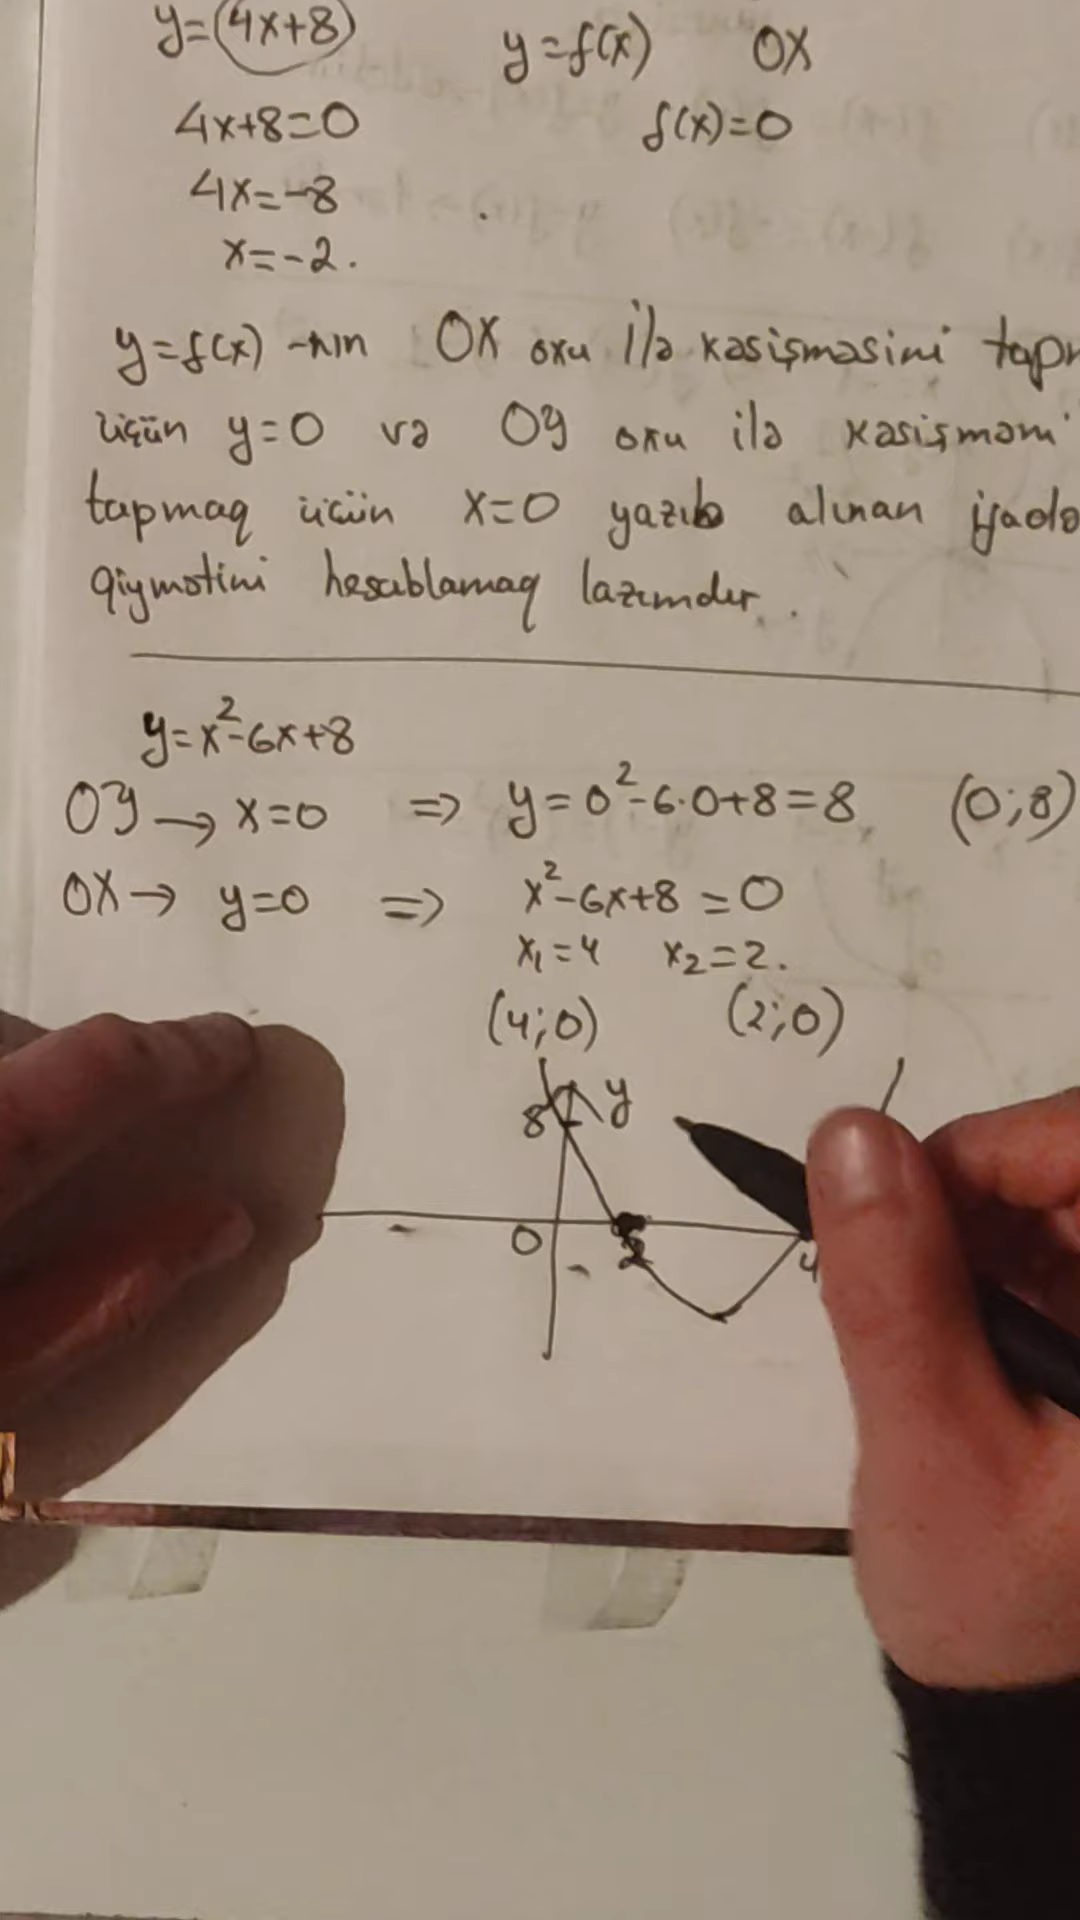 y=(4x+8)
y=f(x) OX
4x+8=0
f(x)=0
4x=-8
x=-2.
y=f(x)-xın OX oxu ilə kəsişməsini
üçün y=0 və OY oxu ilə kəsişməni
tapmaq üçün x=0 yazıb alınan
qiymətini hesablamaq lazımdır.
y=x²-6x+8
OY → x=0 => y=0²-6·0+8=8 (0;8)
OX → y=0 => x²-6x+8=0
x₁=4 x₂=2.
(4;0) (2;0)
8 y
0 2 4